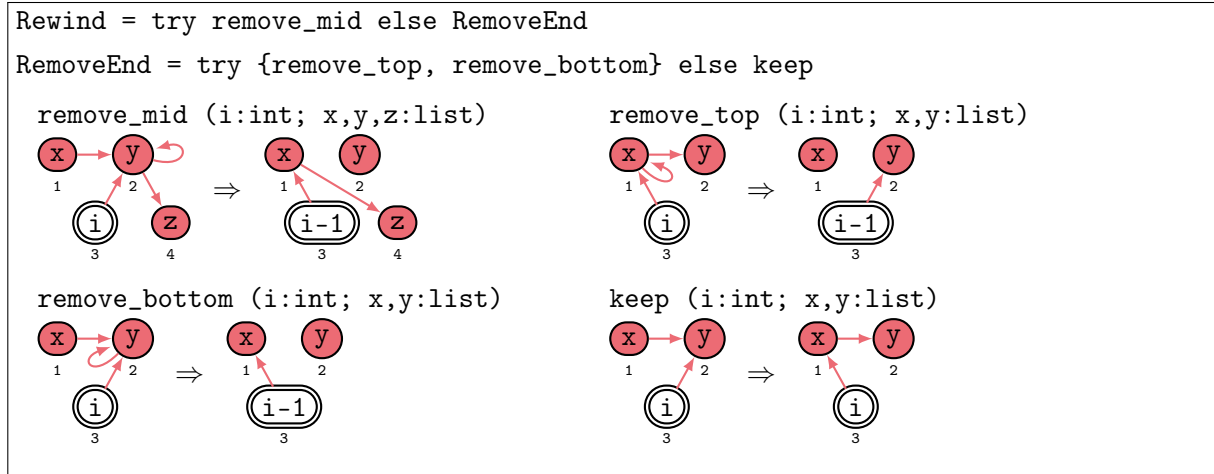 Rewind = try remove_mid else RemoveEnd
RemoveEnd = try {remove_top, remove_bottom} else keep
remove_mid (i:int; x,y,z:list)
x y ⇒ x y
1 2 1 2
i z i-1 z
3 4 3 4
remove_top (i:int; x,y:list)
x y ⇒ x y
1 2 1 2
i i-1
3 3
remove_bottom (i:int; x,y:list)
x y ⇒ x y
1 2 1 2
i i-1
3 3
keep (i:int; x,y:list)
x y ⇒ x y
1 2 1 2
i i
3 3